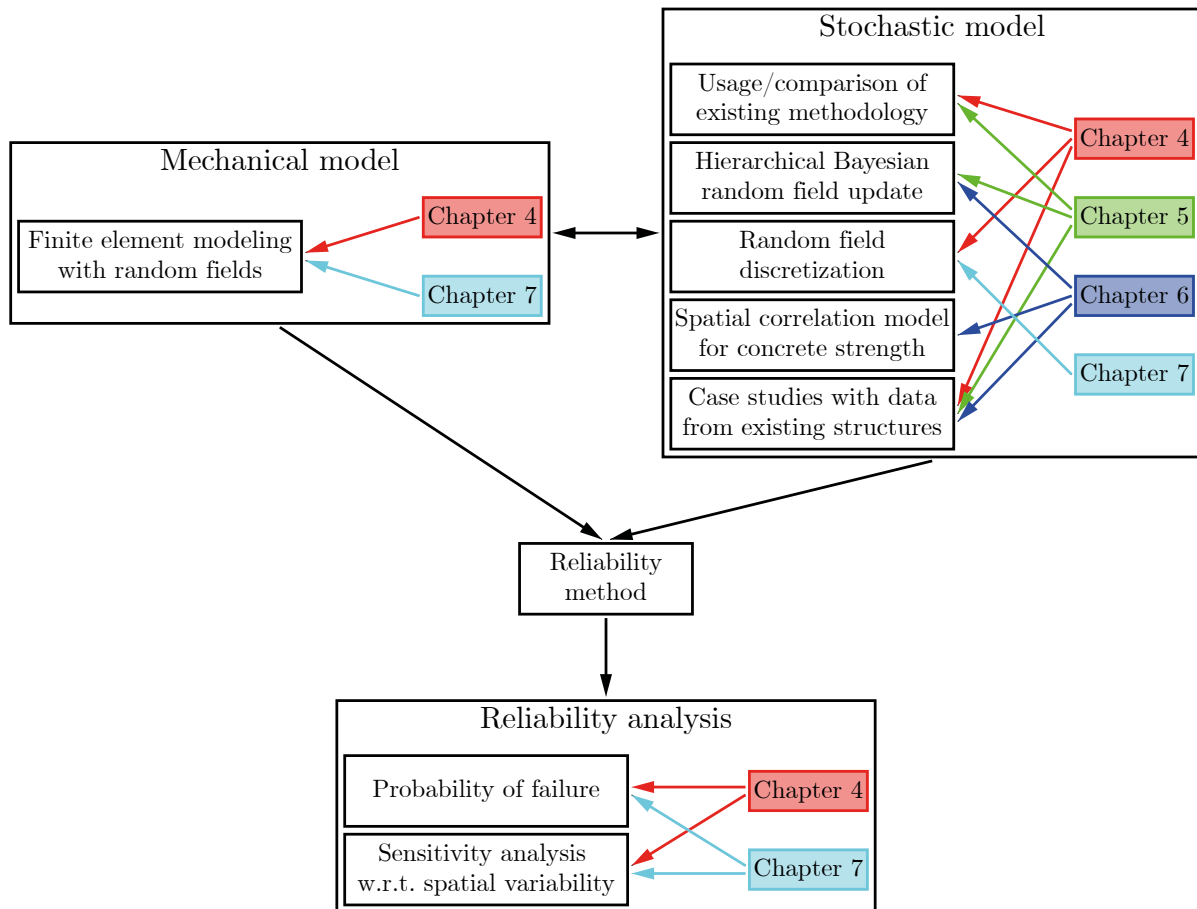 Stochastic model
Usage/comparison of
existing methodology
Hierarchical Bayesian
random field update
Random field
discretization
Spatial correlation model
for concrete strength
Case studies with data
from existing structures
Chapter 4
Chapter 5
Chapter 6
Chapter 7
Mechanical model
Finite element modeling
with random fields
Chapter 4
Chapter 7
Reliability
method
Reliability analysis
Probability of failure
Sensitivity analysis
w.r.t. spatial variability
Chapter 4
Chapter 7